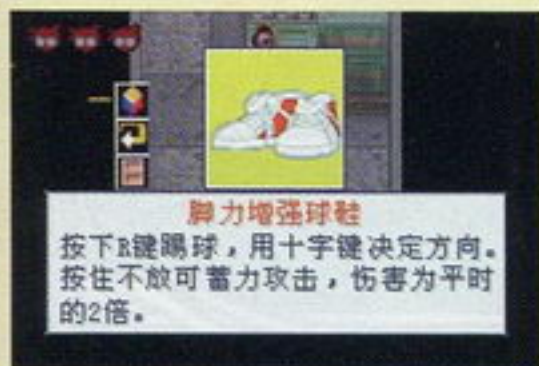 脚力增强球鞋
按下R键踢球，用十字键决定方向。
按住不放可蓄力攻击，伤害为平时
的2倍。